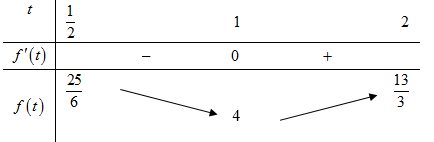 t 1/2 1 2
f′(t) − 0 +
f(t) 25/6 4 13/3